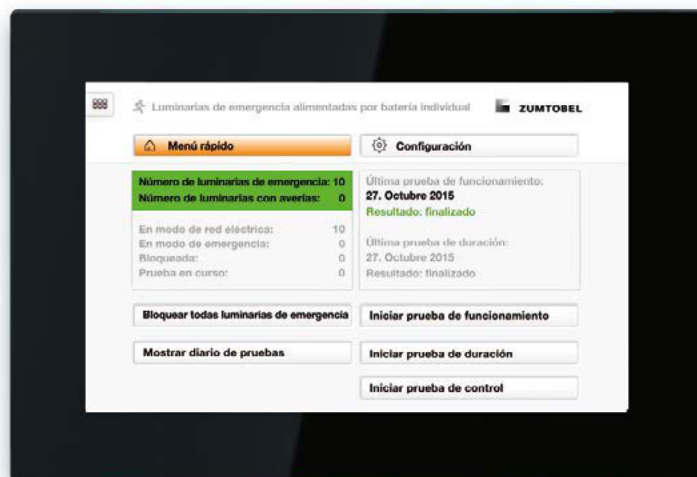 Luminarias de emergencia alimentadas por batería individual
ZUMTOBEL
Menú rápido
Configuración
Número de luminarias de emergencia: 10
Número de luminarias con averías: 0
En modo de red eléctrica: 10
En modo de emergencia: 0
Bloqueada: 0
Prueba en curso: 0
Última prueba de funcionamiento:
27. Octubre 2015
Resultado: finalizado
Última prueba de duración:
27. Octubre 2015
Resultado: finalizado
Bloquear todas luminarias de emergencia
Iniciar prueba de funcionamiento
Mostrar diario de pruebas
Iniciar prueba de duración
Iniciar prueba de control